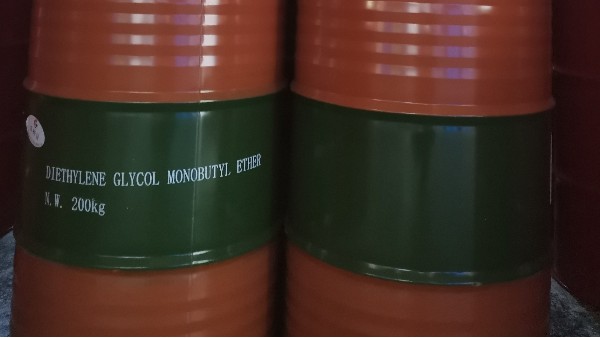 DIETHYLENE GLYCOL MONOBUTYL ETHER
N.W. 200kg